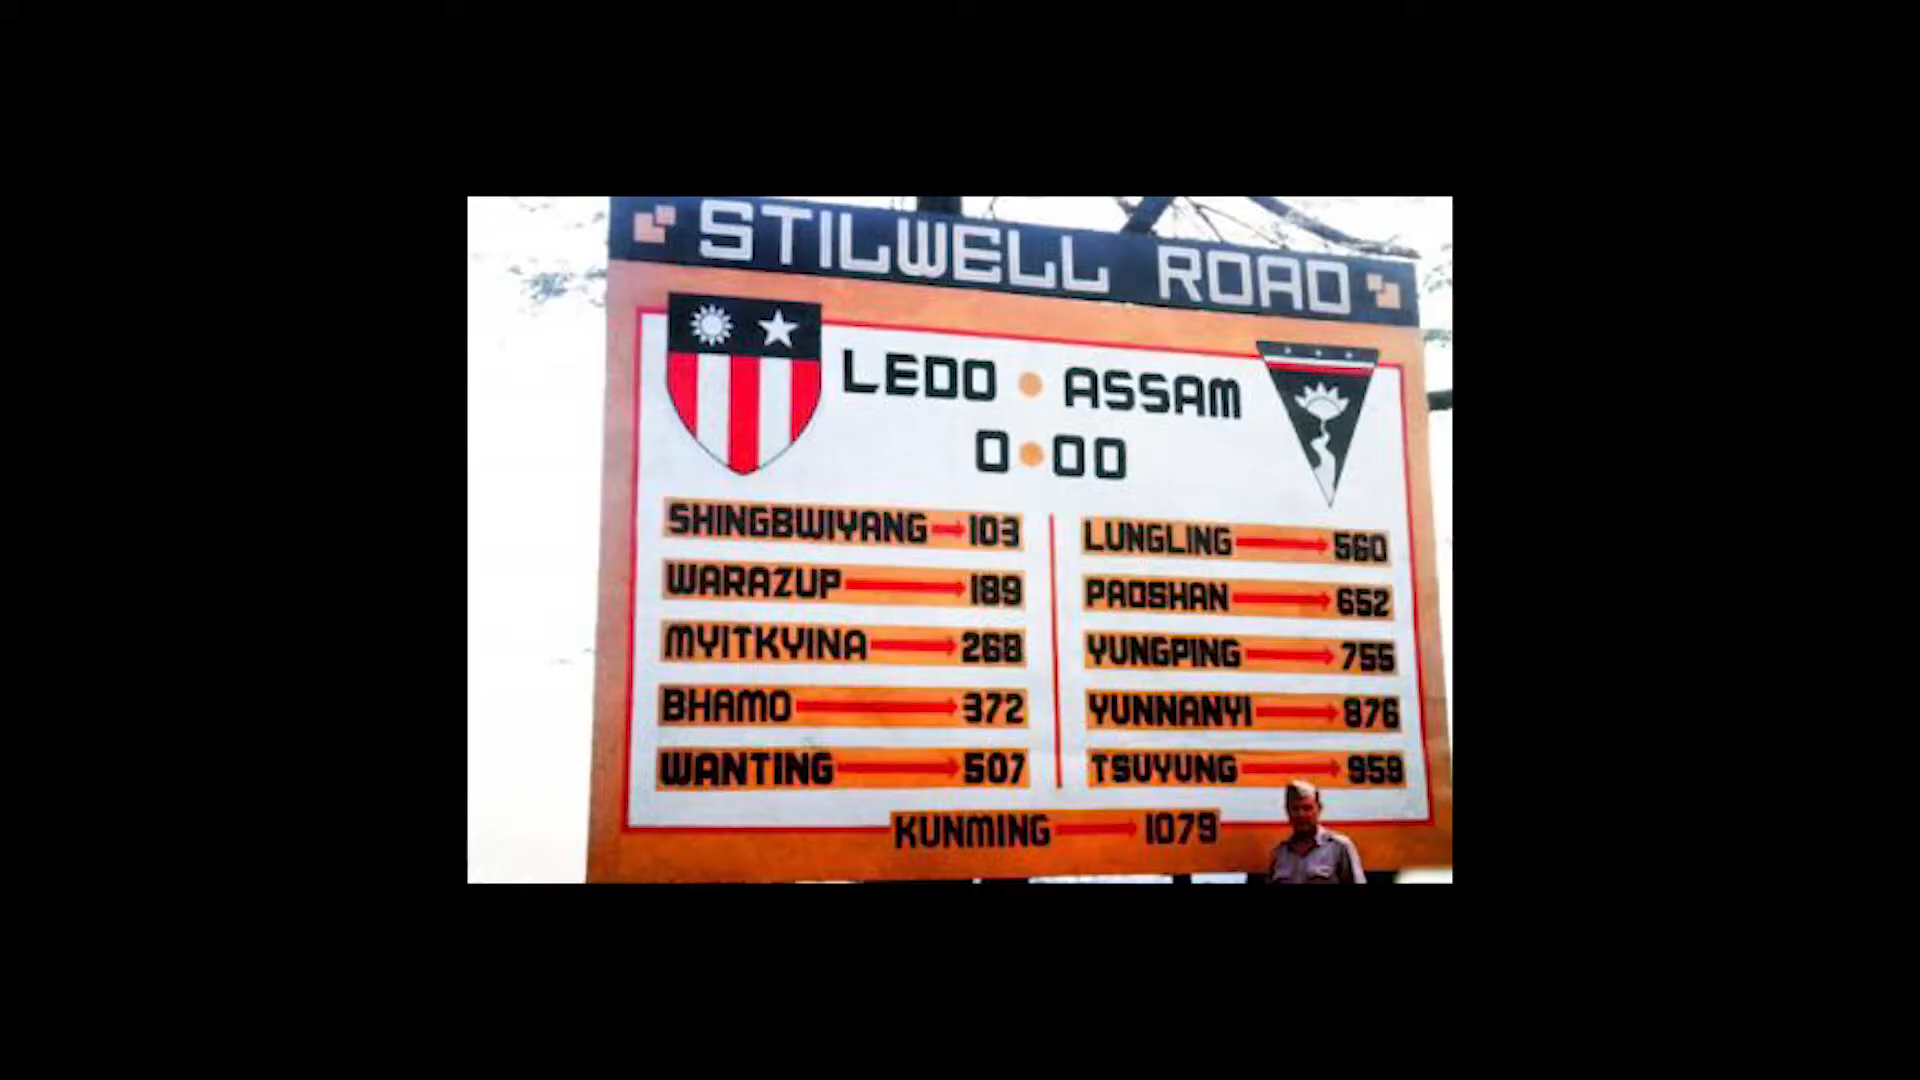 STILWELL ROAD
LEDO • ASSAM
0•00
SHINGBWIYANG → 103
WARAZUP → 189
MYITKYINA → 268
BHAMO → 372
WANTING → 507
LUNGLING → 560
PAOSHAN → 652
YUNGPING → 755
YUNNANYI → 876
TSUYUNG → 959
KUNMING → 1079